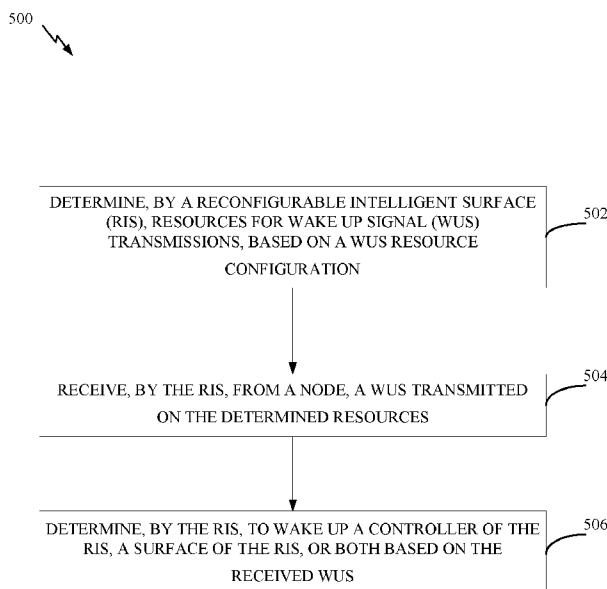 500
DETERMINE, BY A RECONFIGURABLE INTELLIGENT SURFACE
(RIS), RESOURCES FOR WAKE UP SIGNAL (WUS)
TRANSMISSIONS, BASED ON A WUS RESOURCE
CONFIGURATION
502
RECEIVE, BY THE RIS, FROM A NODE, A WUS TRANSMITTED
ON THE DETERMINED RESOURCES
504
DETERMINE, BY THE RIS, TO WAKE UP A CONTROLLER OF THE
RIS, A SURFACE OF THE RIS, OR BOTH BASED ON THE
RECEIVED WUS
506